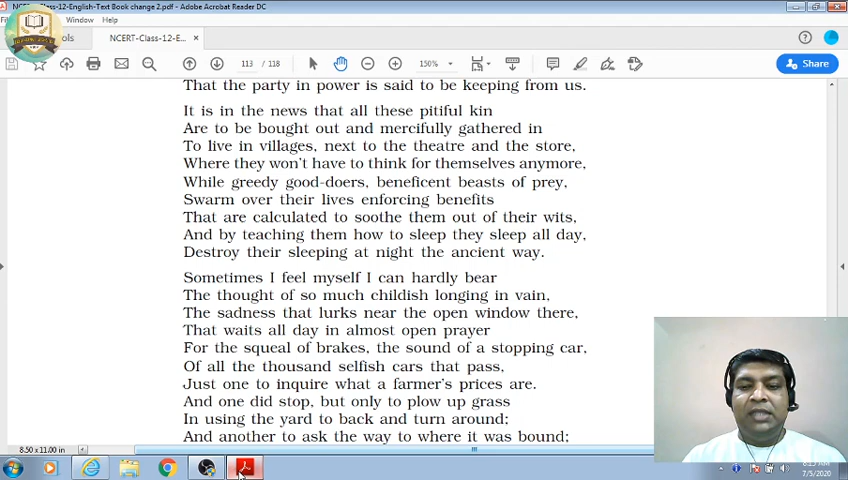 Class-12-English-Text Book change 2.pdf - Adobe Acrobat Reader DC
Window Help
ols NCERT-Class-12-E... × Share
113 / 118 150%
That the party in power is said to be keeping from us.
It is in the news that all these pitiful kin
Are to be bought out and mercifully gathered in
To live in villages, next to the theatre and the store,
Where they won't have to think for themselves anymore,
While greedy good-doers, beneficent beasts of prey,
Swarm over their lives enforcing benefits
That are calculated to soothe them out of their wits,
And by teaching them how to sleep they sleep all day,
Destroy their sleeping at night the ancient way.
Sometimes I feel myself I can hardly bear
The thought of so much childish longing in vain,
The sadness that lurks near the open window there,
That waits all day in almost open prayer
For the squeal of brakes, the sound of a stopping car,
Of all the thousand selfish cars that pass,
Just one to inquire what a farmer's prices are.
And one did stop, but only to plow up grass
In using the yard to back and turn around;
And another to ask the way to where it was bound;
8.50 x 11.00 in
7/5/2020